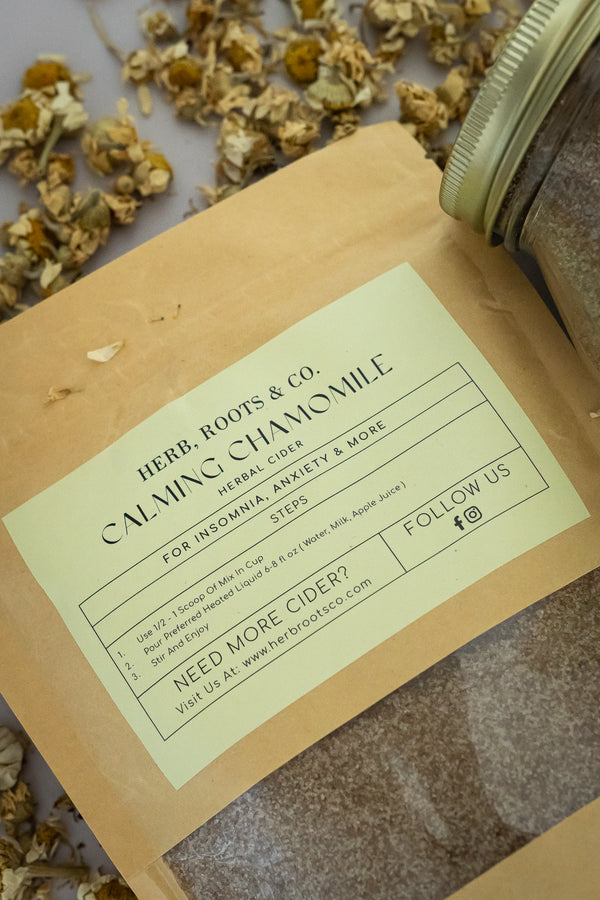 HERB, ROOTS & CO.
CALMING CHAMOMILE
HERBAL CIDER
FOR INSOMNIA, ANXIETY & MORE
STEPS
1. Use 1/2 - 1 Scoop Of Mix In Cup
2. Pour Preferred Heated Liquid 6-8 fl oz ( Water, Milk, Apple Juice )
3. Stir And Enjoy
NEED MORE CIDER?
Visit Us At: www.herbrootsco.com
FOLLOW US